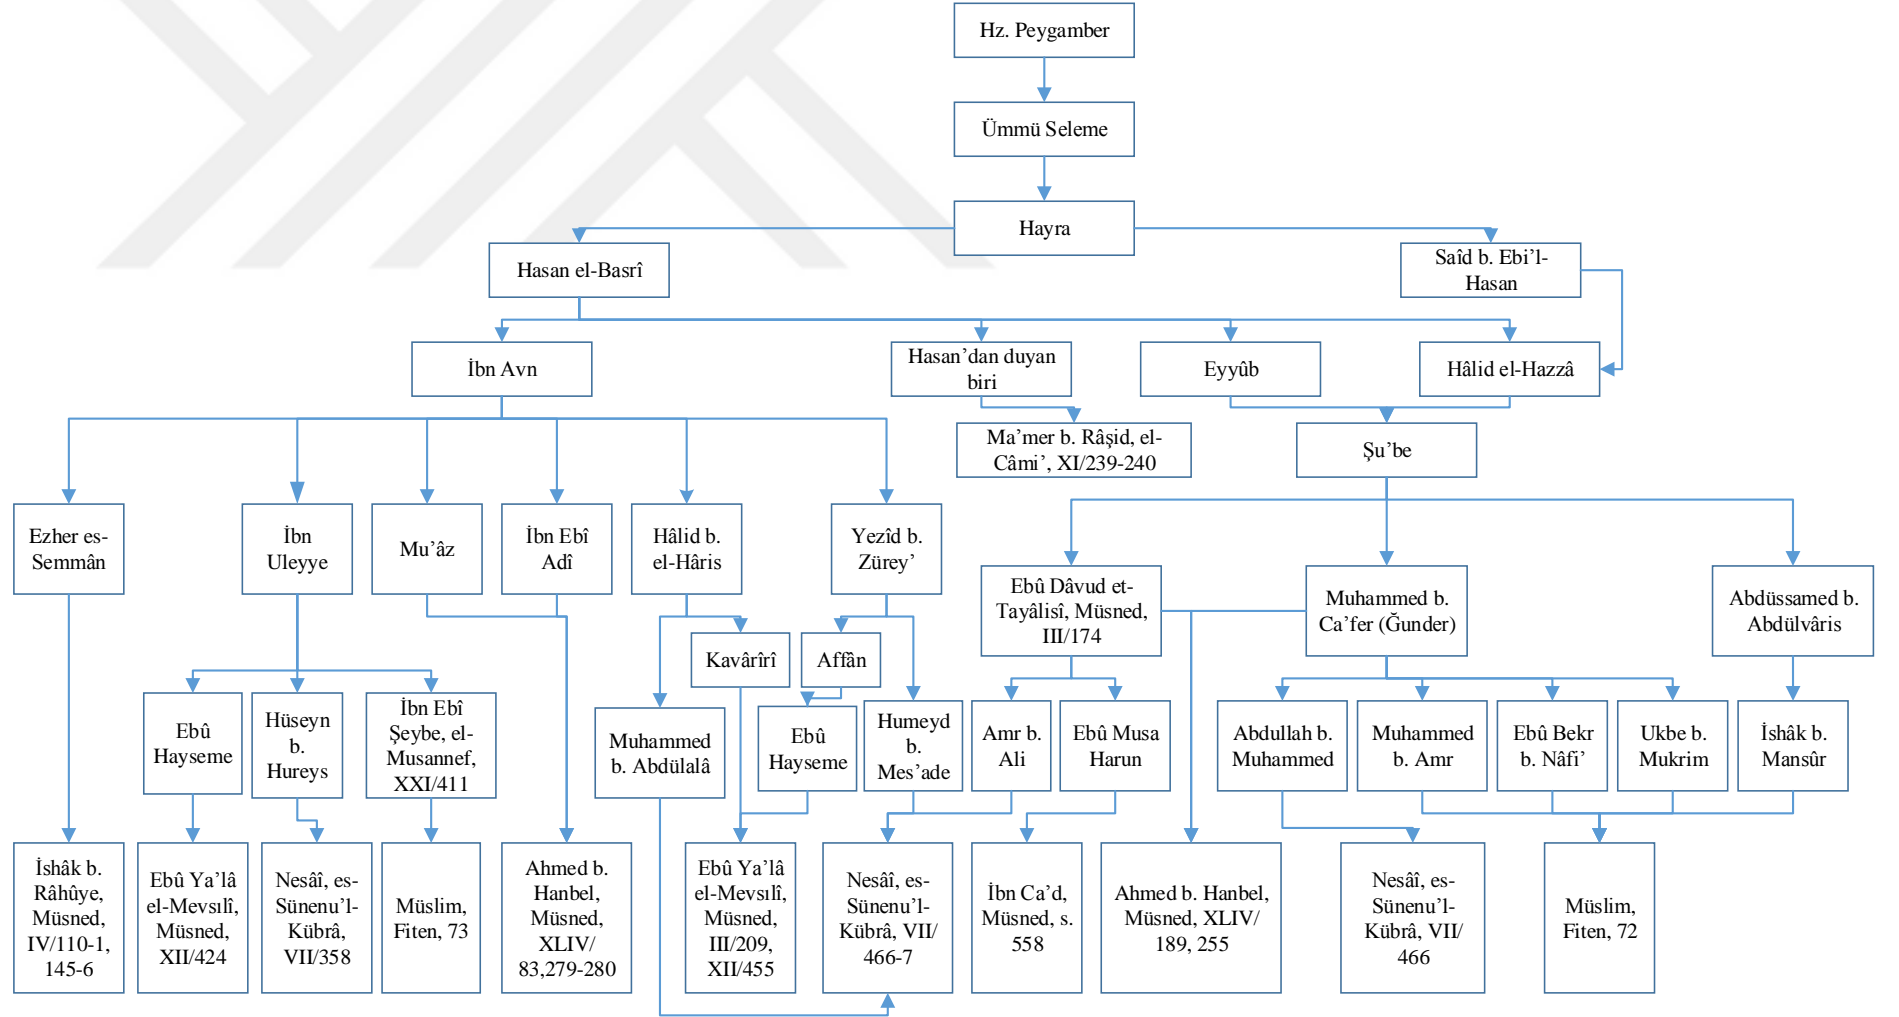 Hz. Peygamber
Ümmü Seleme
Hayra
Hasan el-Basrî
Saîd b. Ebi’l-
Hasan
İbn Avn
Hasan’dan duyan
biri
Eyyûb
Hâlid el-Hazzâ
Ma’mer b. Râşid, el-
Câmi’, XI/239-240
Şu’be
Ezher es-
Semmân
İbn
Uleyye
Mu’âz
İbn Ebî
Adî
Hâlid b.
el-Hâris
Yezîd b.
Zürey’
Ebû Dâvud et-
Tayâlisî, Müsned,
III/174
Muhammed b.
Ca’fer (Ğunder)
Abdüssamed b.
Abdülvâris
Kavârîrî
Affân
Ebû
Hayseme
Hüseyn
b.
Hureys
İbn Ebî
Şeybe, el-
Musannef,
XXI/411
Muhammed
b. Abdülalâ
Ebû
Hayseme
Humeyd
b.
Mes’ade
Amr b.
Ali
Ebû Musa
Harun
Abdullah b.
Muhammed
Muhammed
b. Amr
Ebû Bekr
b. Nâfi’
Ukbe b.
Mukrim
İshâk b.
Mansûr
İshâk b.
Râhûye,
Müsned,
IV/110-1,
145-6
Ebû Ya’lâ
el-Mevsılî,
Müsned,
XII/424
Nesâî, es-
Sünenu’l-
Kübrâ,
VII/358
Müslim,
Fiten, 73
Ahmed b.
Hanbel,
Müsned,
XLIV/
83,279-280
Ebû Ya’lâ
el-Mevsılî,
Müsned,
III/209,
XII/455
Nesâî, es-
Sünenu’l-
Kübrâ, VII/
466-7
İbn Ca’d,
Müsned, s.
558
Ahmed b. Hanbel,
Müsned, XLIV/
189, 255
Nesâî, es-
Sünenu’l-
Kübrâ, VII/
466
Müslim,
Fiten, 72